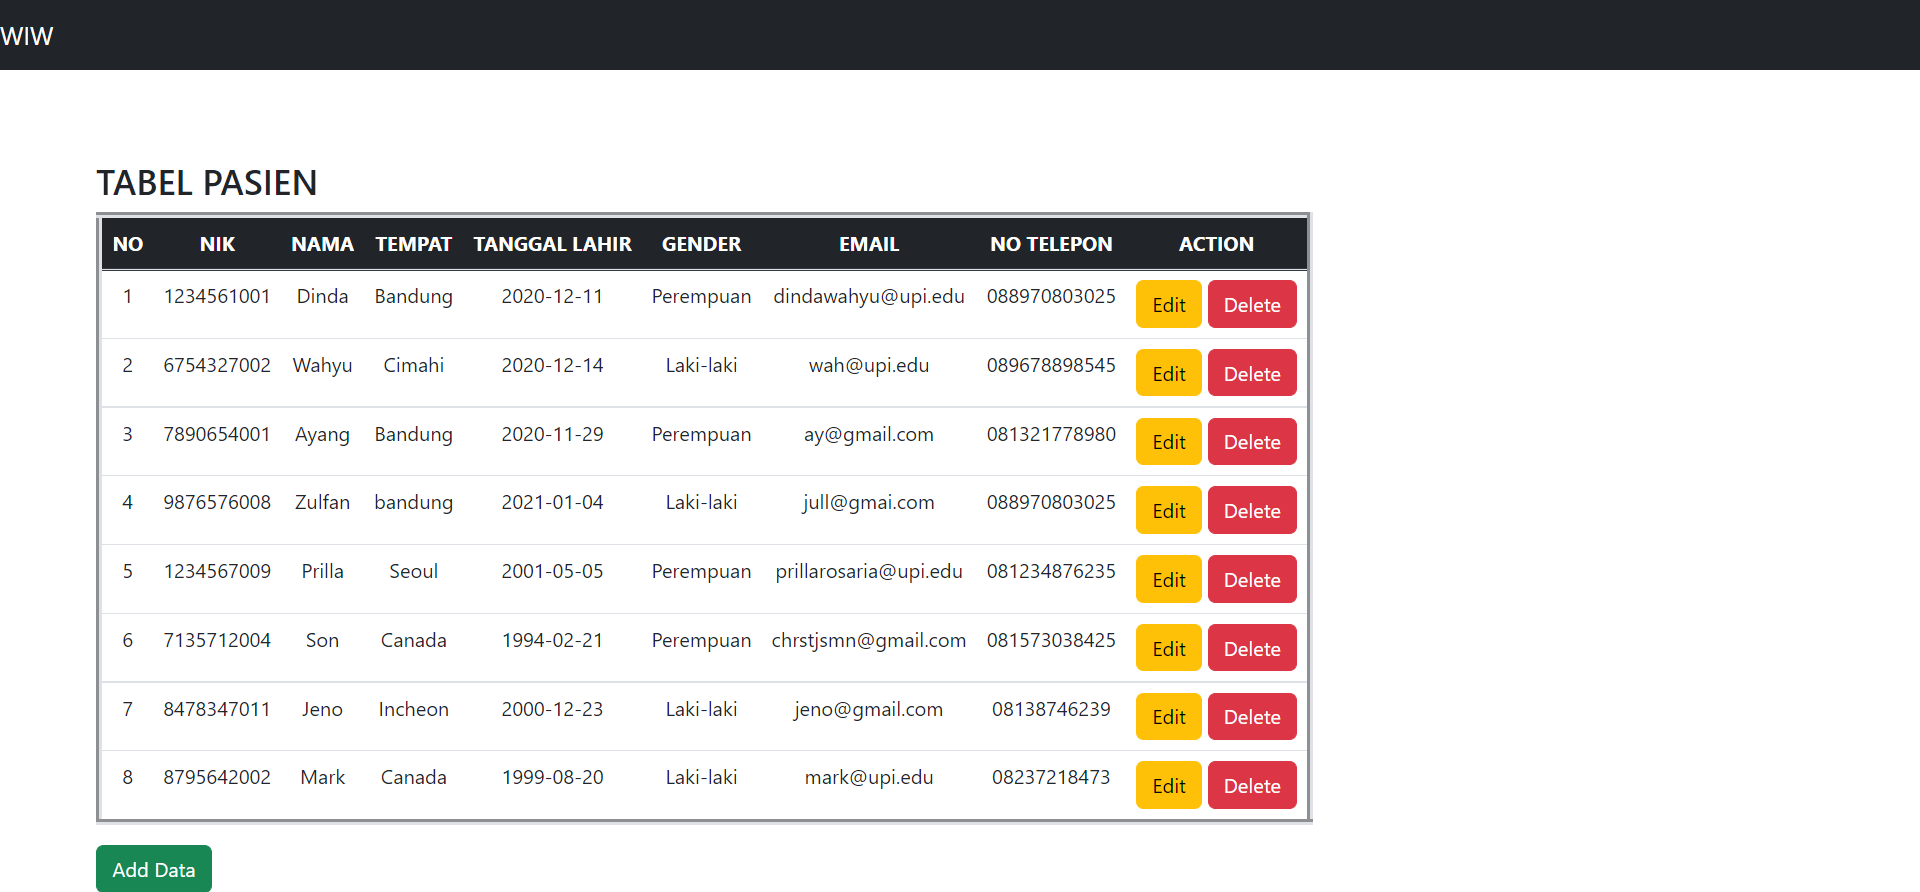 WIW
TABEL PASIEN
NO NIK NAMA TEMPAT TANGGAL LAHIR GENDER EMAIL NO TELEPON ACTION
1 1234561001 Dinda Bandung 2020-12-11 Perempuan dindawahyu@upi.edu 088970803025 Edit Delete
2 6754327002 Wahyu Cimahi 2020-12-14 Laki-laki wah@upi.edu 089678898545 Edit Delete
3 7890654001 Ayang Bandung 2020-11-29 Perempuan ay@gmail.com 081321778980 Edit Delete
4 9876576008 Zulfan bandung 2021-01-04 Laki-laki jull@gmai.com 088970803025 Edit Delete
5 1234567009 Prilla Seoul 2001-05-05 Perempuan prillarosaria@upi.edu 081234876235 Edit Delete
6 7135712004 Son Canada 1994-02-21 Perempuan chrstjsmn@gmail.com 081573038425 Edit Delete
7 8478347011 Jeno Incheon 2000-12-23 Laki-laki jeno@gmail.com 08138746239 Edit Delete
8 8795642002 Mark Canada 1999-08-20 Laki-laki mark@upi.edu 08237218473 Edit Delete
Add Data